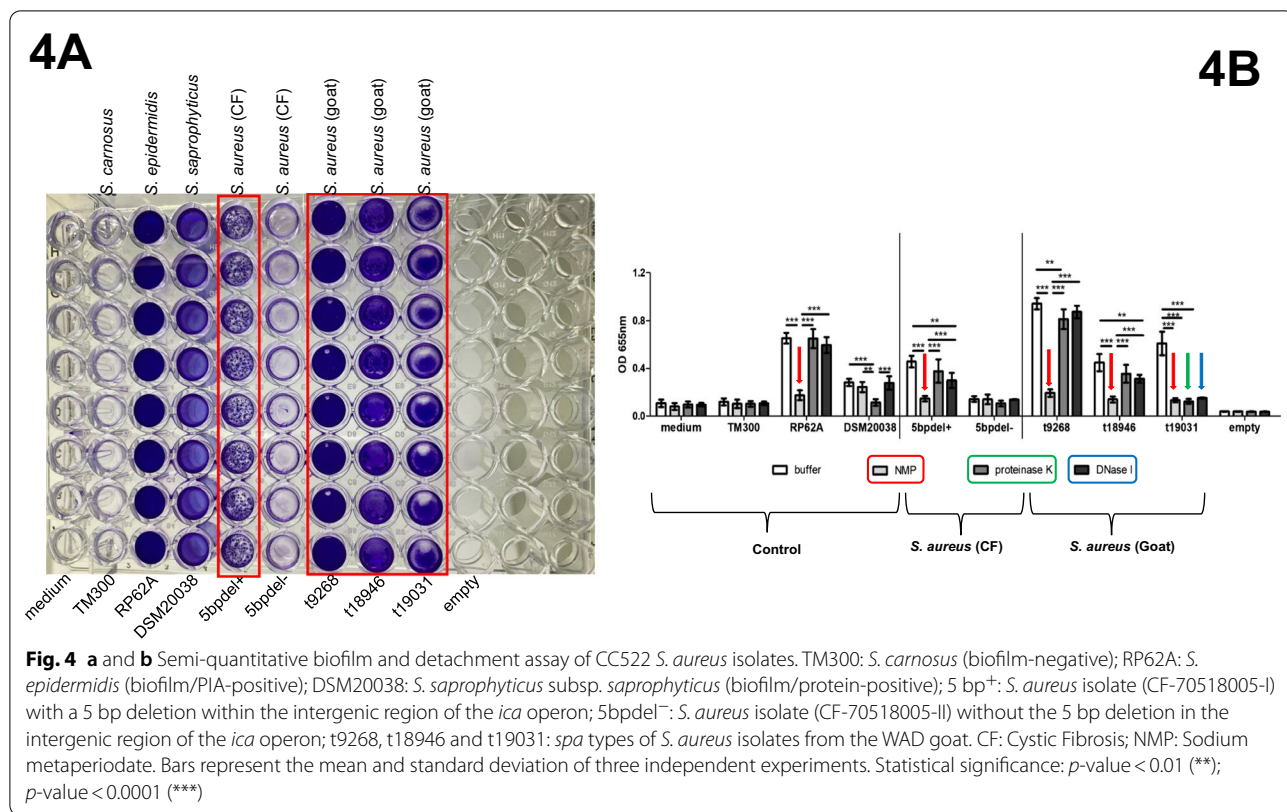 4A
4B
S. carnosus
S. epidermidis
S. saprophyticus
S. aureus (CF)
S. aureus (CF)
S. aureus (goat)
S. aureus (goat)
S. aureus (goat)
medium
TM300
RP62A
DSM20038
5bpdel+
5bpdel-
t9268
t18946
t19031
empty
OD 655nm
1.2
0.8
0.4
0.0
*** *** ***
*** ** ***
** *** *** ***
** *** *** ***
** *** *** ***
*** *** ***
medium TM300 RP62A DSM20038 5bpdel+ 5bpdel- t9268 t18946 t19031 empty
buffer NMP proteinase K DNase I
Control S. aureus (CF) S. aureus (Goat)
Fig. 4 a and b Semi-quantitative biofilm and detachment assay of CC522 S. aureus isolates. TM300: S. carnosus (biofilm-negative); RP62A: S.
epidermidis (biofilm/PIA-positive); DSM20038: S. saprophyticus subsp. saprophyticus (biofilm/protein-positive); 5 bp⁺: S. aureus isolate (CF-70518005-I)
with a 5 bp deletion within the intergenic region of the ica operon; 5bpdel⁻: S. aureus isolate (CF-70518005-II) without the 5 bp deletion in the
intergenic region of the ica operon; t9268, t18946 and t19031: spa types of S. aureus isolates from the WAD goat. CF: Cystic Fibrosis; NMP: Sodium
metaperiodate. Bars represent the mean and standard deviation of three independent experiments. Statistical significance: p-value < 0.01 (**);
p-value < 0.0001 (***)